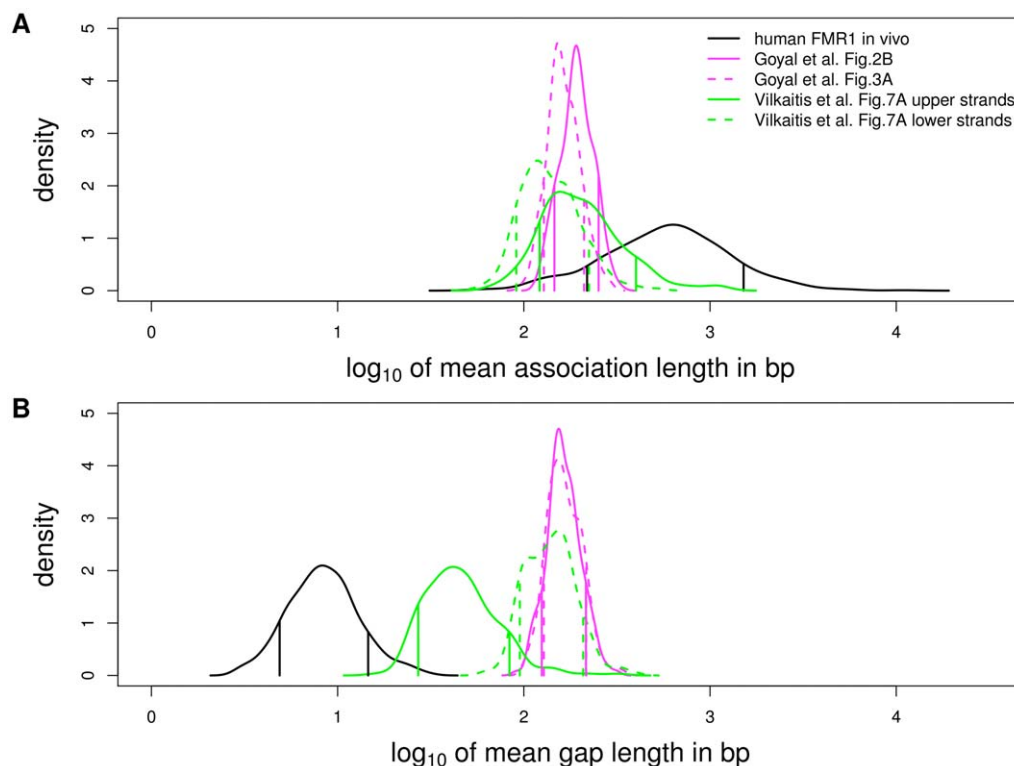 A
density
5
4
3
2
1
0
human FMR1 in vivo
Goyal et al. Fig.2B
Goyal et al. Fig.3A
Vilkaitis et al. Fig.7A upper strands
Vilkaitis et al. Fig.7A lower strands
0 1 2 3 4
log₁₀ of mean association length in bp
B
density
5
4
3
2
1
0
0 1 2 3 4
log₁₀ of mean gap length in bp